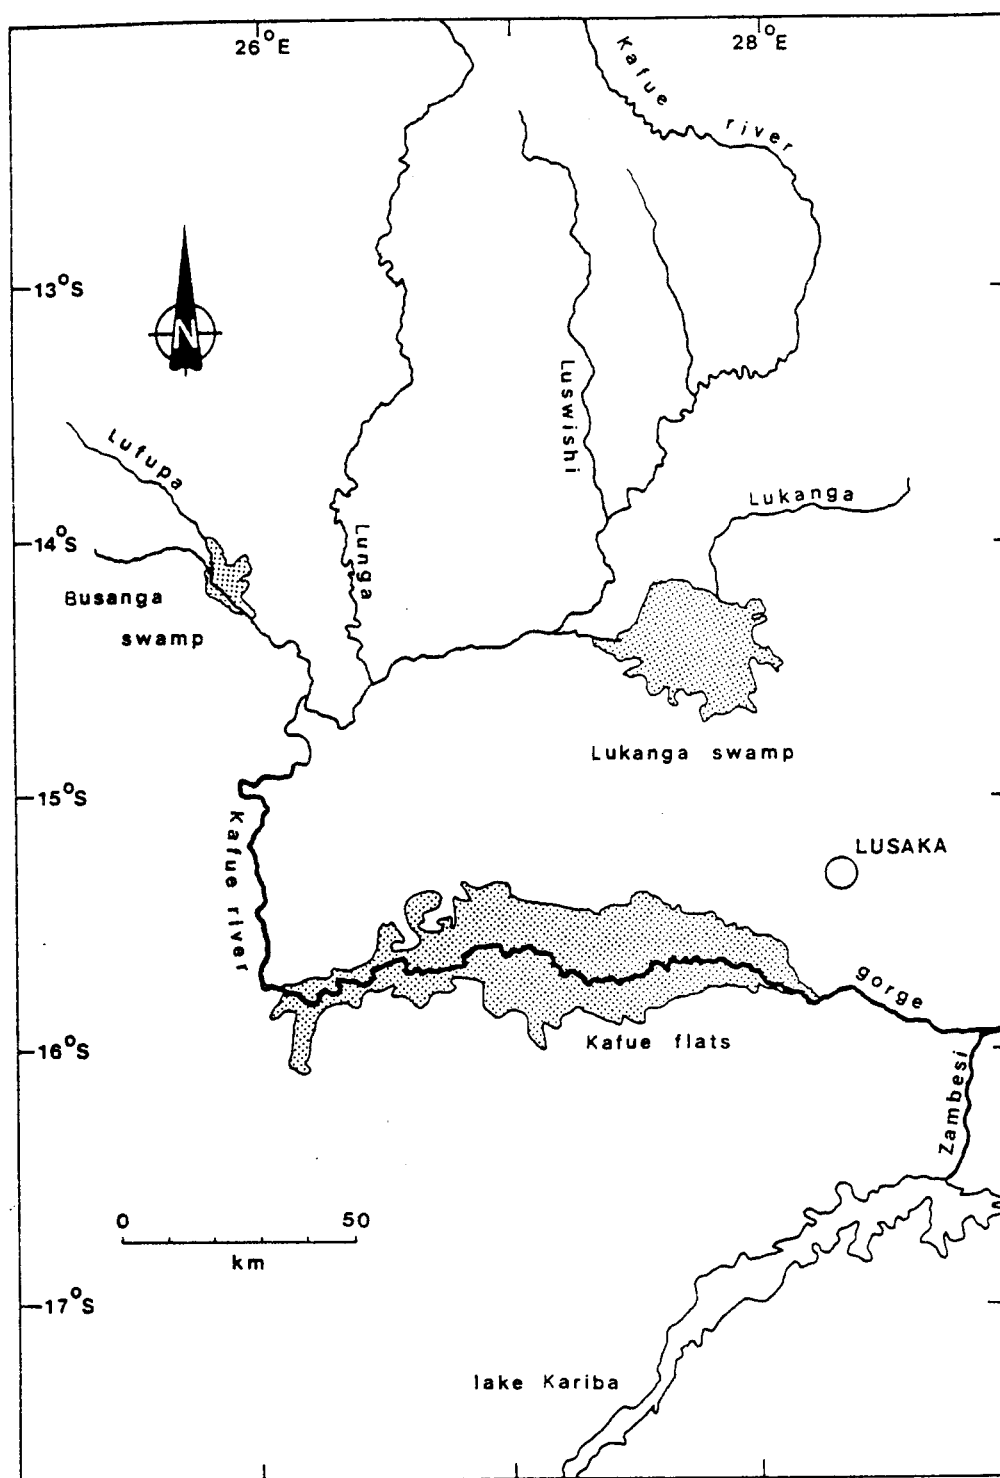 26°E
28°E
Kafue
river
13°S
N
Luswishi
Lufupa
Lukanga
14°S
Lunga
Busanga
swamp
Lukanga swamp
15°S
Kafue river
LUSAKA
gorge
Kafue flats
16°S
Zambesi
0 50
km
17°S
lake Kariba